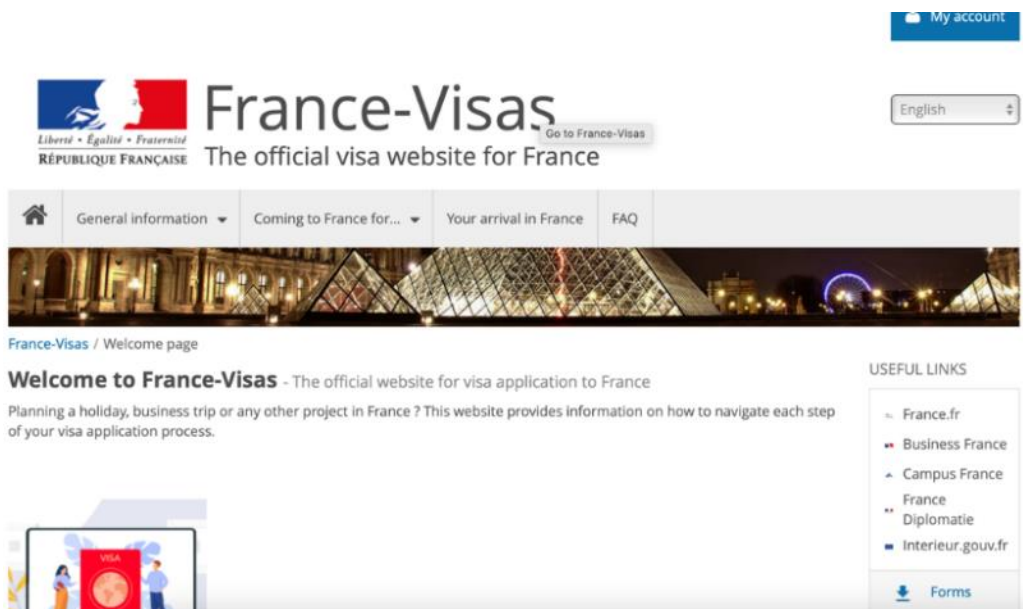 My account
France-Visas
Go to France-Visas
English
Liberté • Égalité • Fraternité
RÉPUBLIQUE FRANÇAISE
The official visa website for France
General information
Coming to France for...
Your arrival in France
FAQ
France-Visas / Welcome page
Welcome to France-Visas - The official website for visa application to France
Planning a holiday, business trip or any other project in France ? This website provides information on how to navigate each step
of your visa application process.
USEFUL LINKS
France.fr
Business France
Campus France
France
Diplomatie
Interieur.gouv.fr
Forms
VISA